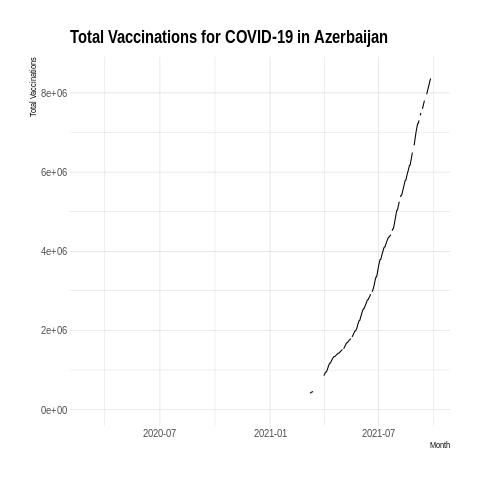 Total Vaccinations for COVID-19 in Azerbaijan
Total Vaccinations
8e+06
6e+06
4e+06
2e+06
0e+00
2020-07
2021-01
2021-07
Month